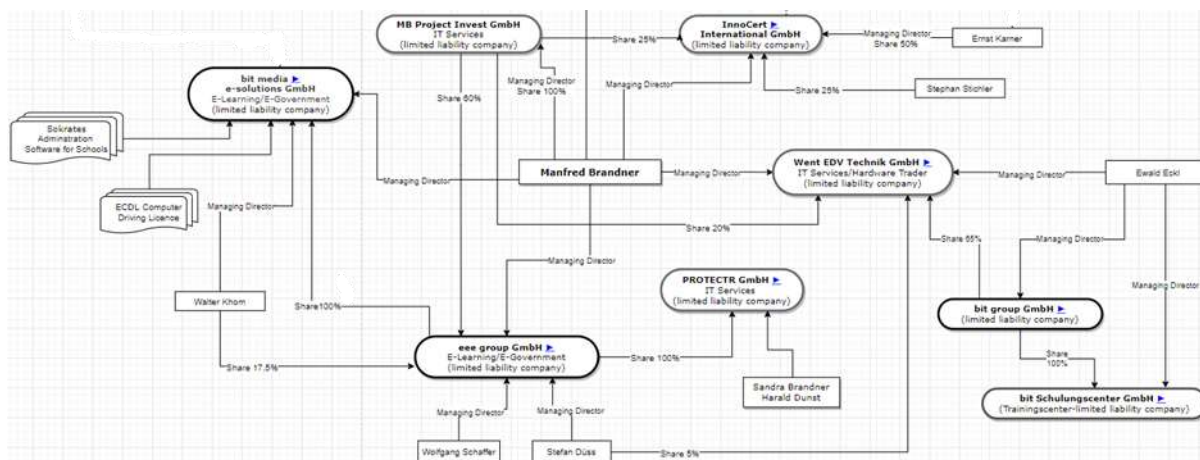 MB Project Invest GmbH
IT Services
(limited liability company)
InnoCert
International GmbH
(limited liability company)
Share 25%
Managing Director
Share 50%
Ernst Karner
bit media
e-solutions GmbH
E-Learning/E-Government
(limited liability company)
Managing Director
Share 100%
Managing Director
Share 25%
Stephan Stichler
Share 60%
Sokrates
Adminstration
Software for Schools
Manfred Brandner
Went EDV Technik GmbH
IT Services/Hardware Trader
(limited liability company)
Managing Director
Managing Director
Managing Director
Ewald Eskl
ECDL Computer
Driving Licence
Managing Director
Share 20%
Share 65%
Managing Director
Managing Director
PROTECTR GmbH
IT Services
(limited liability company)
Managing Director
Walter Khom
Share100%
bit group GmbH
(limited liability company)
eee group GmbH
E-Learning/E-Government
(limited liability company)
Share 100%
Share
100%
Share 17.5%
Sandra Brandner
Harald Dunst
bit Schulungscenter GmbH
(Trainingscenter-limited liability company)
Managing Director
Managing Director
Wolfgang Schaffer
Stefan Düss
Share 5%